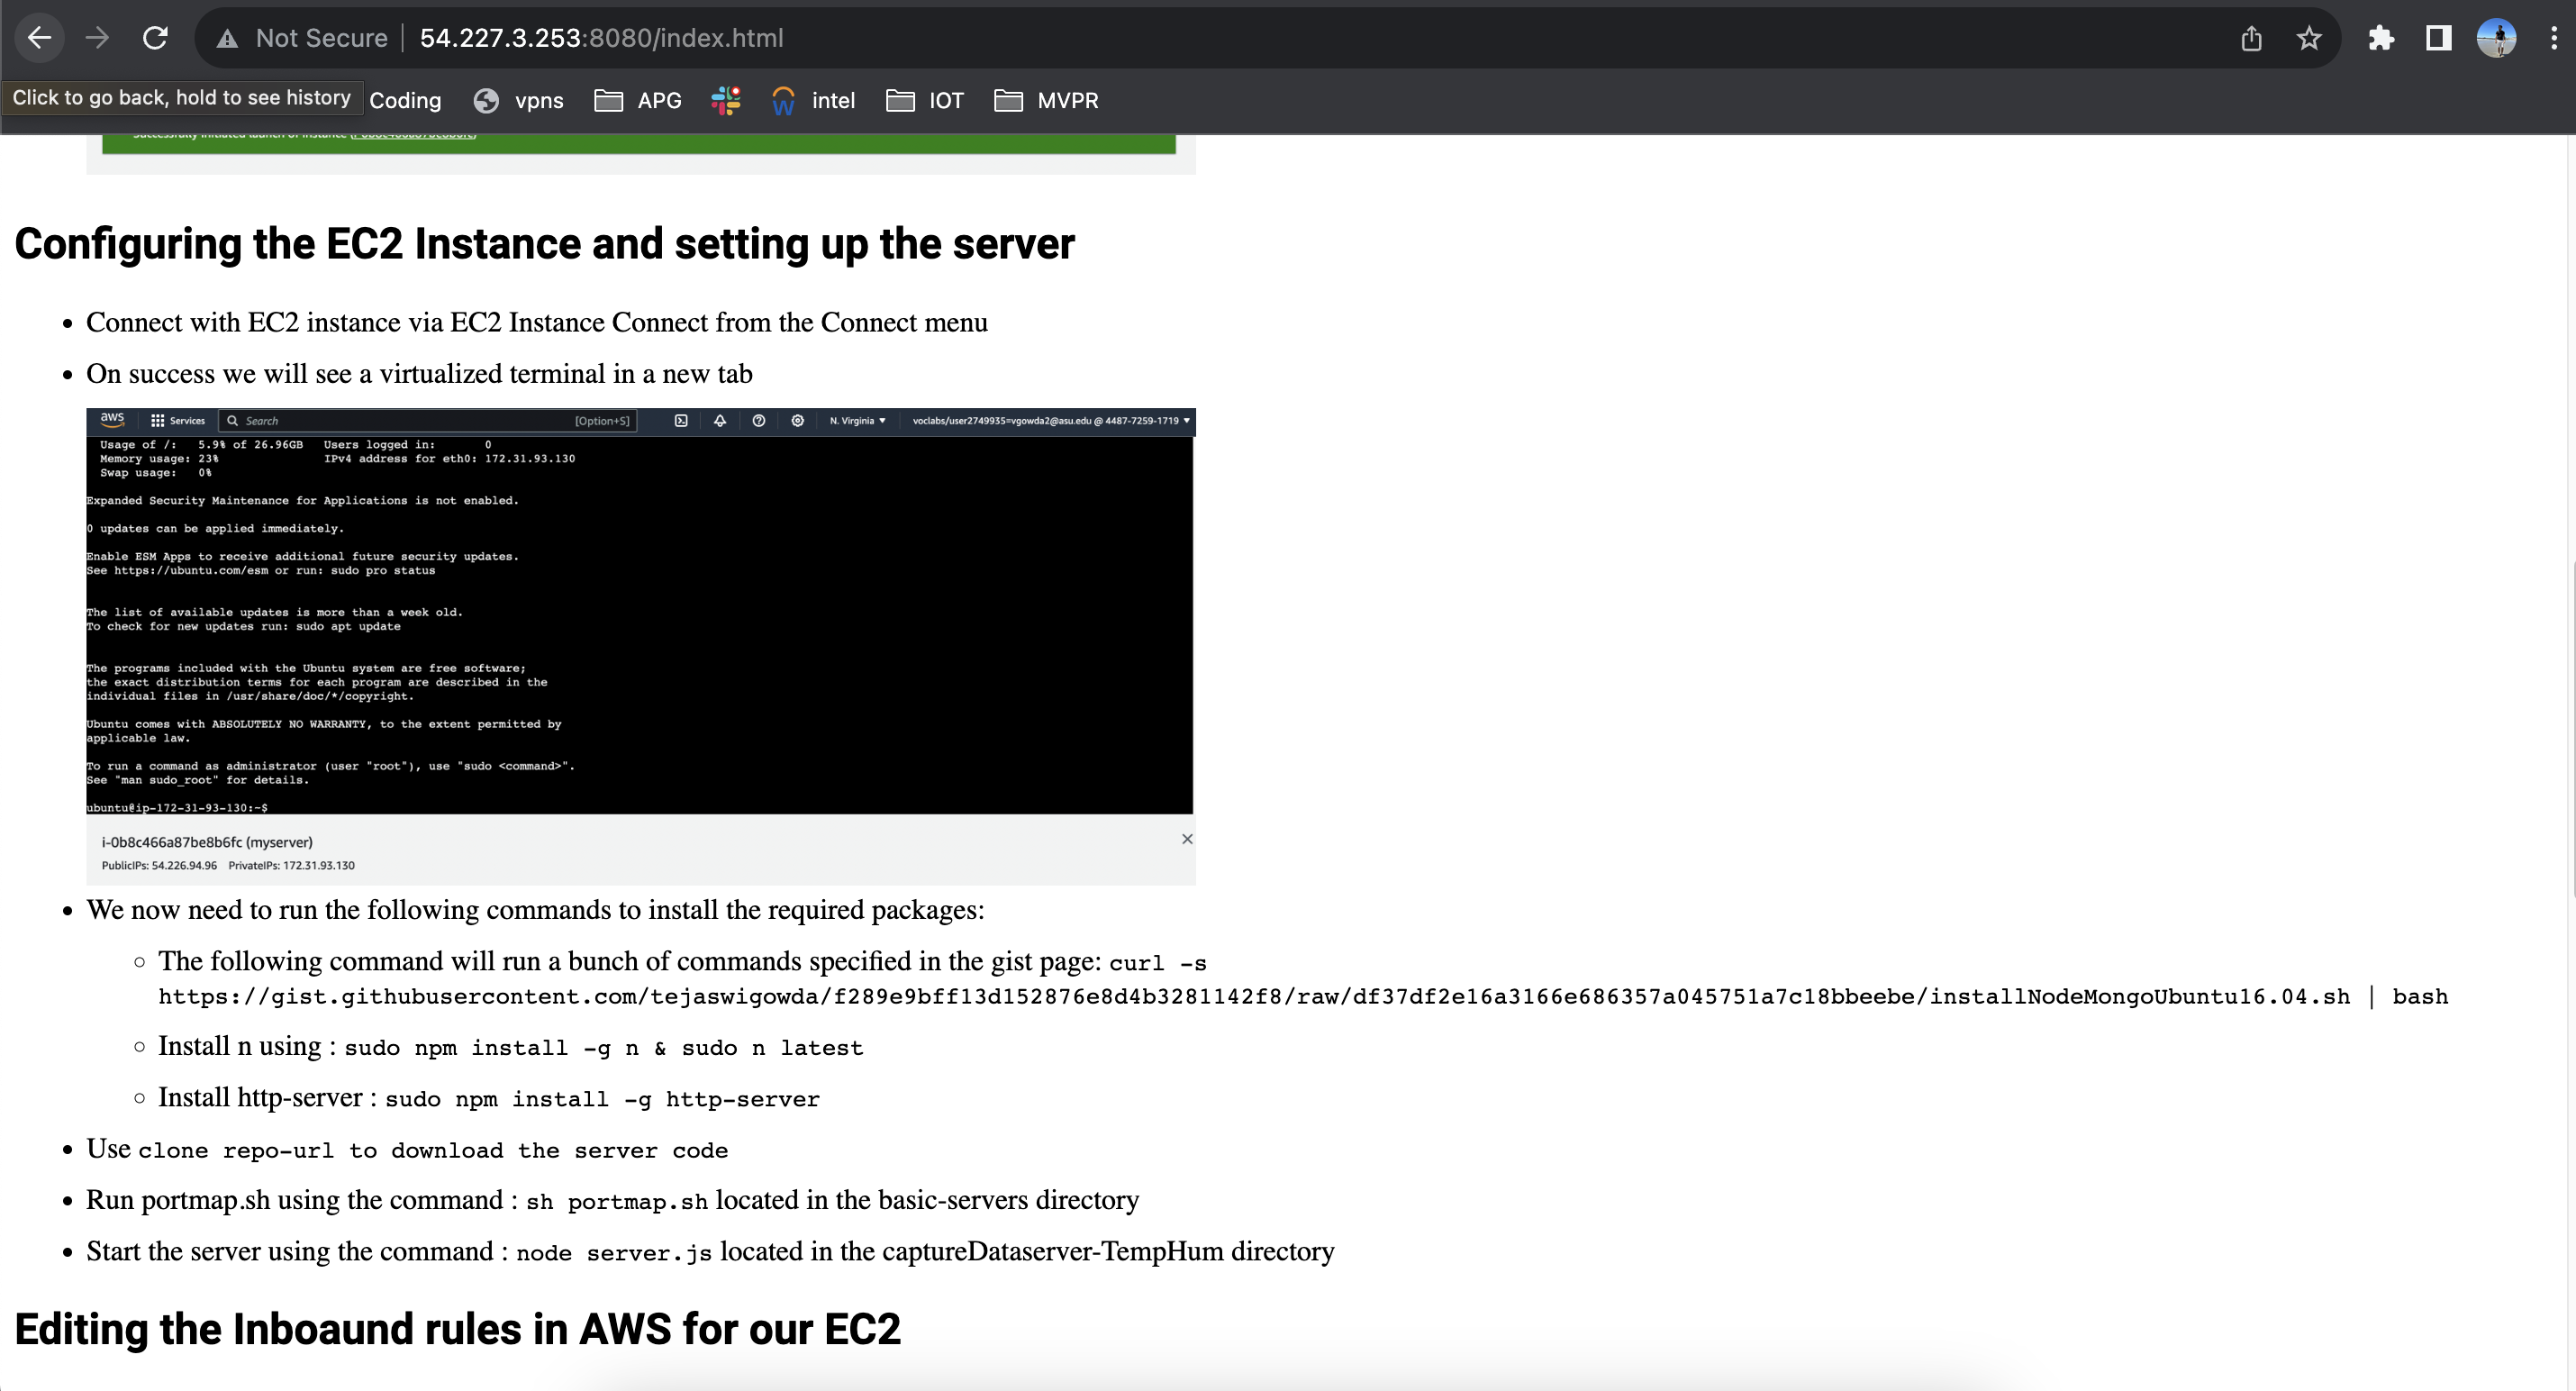 Not Secure | 54.227.3.253:8080/index.html
Click to go back, hold to see history
Coding vpns APG intel IOT MVPR
Successfully initiated launch of instance (
Configuring the EC2 Instance and setting up the server
Connect with EC2 instance via EC2 Instance Connect from the Connect menu
On success we will see a virtualized terminal in a new tab
aws Services Search [Option+S] N. Virginia voclabs/user2749935=vgowda2@asu.edu @ 4487-7259-1719
Usage of /: 5.9% of 26.96GB Users logged in: 0
Memory usage: 23% IPv4 address for eth0: 172.31.93.130
Swap usage: 0%
Expanded Security Maintenance for Applications is not enabled.
0 updates can be applied immediately.
Enable ESM Apps to receive additional future security updates.
See https://ubuntu.com/esm or run: sudo pro status
The list of available updates is more than a week old.
To check for new updates run: sudo apt update
The programs included with the Ubuntu system are free software;
the exact distribution terms for each program are described in the
individual files in /usr/share/doc/*/copyright.
Ubuntu comes with ABSOLUTELY NO WARRANTY, to the extent permitted by
applicable law.
To run a command as administrator (user "root"), use "sudo <command>".
See "man sudo_root" for details.
ubuntu@ip-172-31-93-130:~$
i-0b8c466a87be8b6fc (myserver)
PublicIPs: 54.226.94.96 PrivateIPs: 172.31.93.130
We now need to run the following commands to install the required packages:
The following command will run a bunch of commands specified in the gist page: curl -s
https://gist.githubusercontent.com/tejaswigowda/f289e9bff13d152876e8d4b3281142f8/raw/df37df2e16a3166e686357a045751a7c18bbeebe/installNodeMongoUbuntu16.04.sh | bash
Install n using : sudo npm install -g n & sudo n latest
Install http-server : sudo npm install -g http-server
Use clone repo-url to download the server code
Run portmap.sh using the command : sh portmap.sh located in the basic-servers directory
Start the server using the command : node server.js located in the captureDataserver-TempHum directory
Editing the Inboaund rules in AWS for our EC2